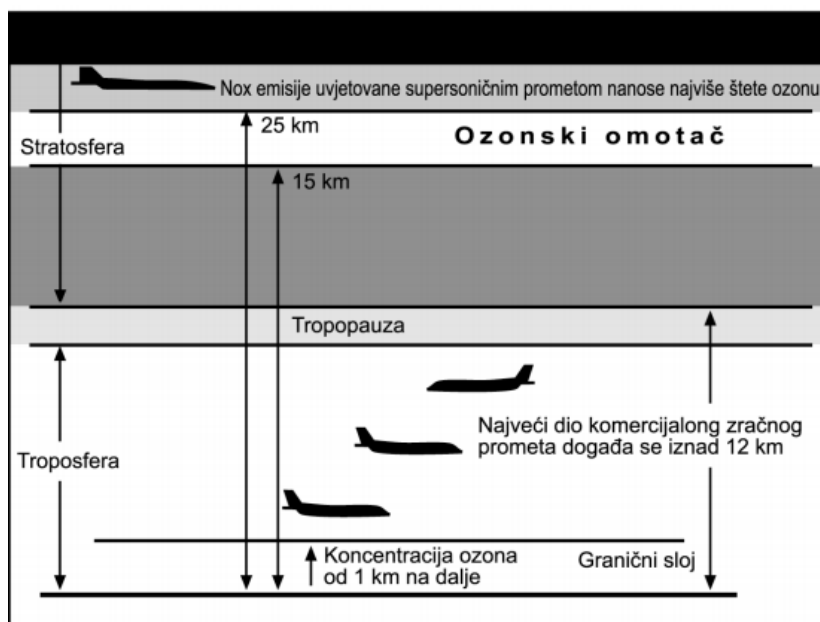 Nox emisije uvjetovane supersoničnim prometom nanose najviše štete ozonu
25 km
Ozonski omotač
Stratosfera
15 km
Tropopauza
Najveći dio komercijalong zračnog
prometa događa se iznad 12 km
Troposfera
Koncentracija ozona
od 1 km na dalje
Granični sloj